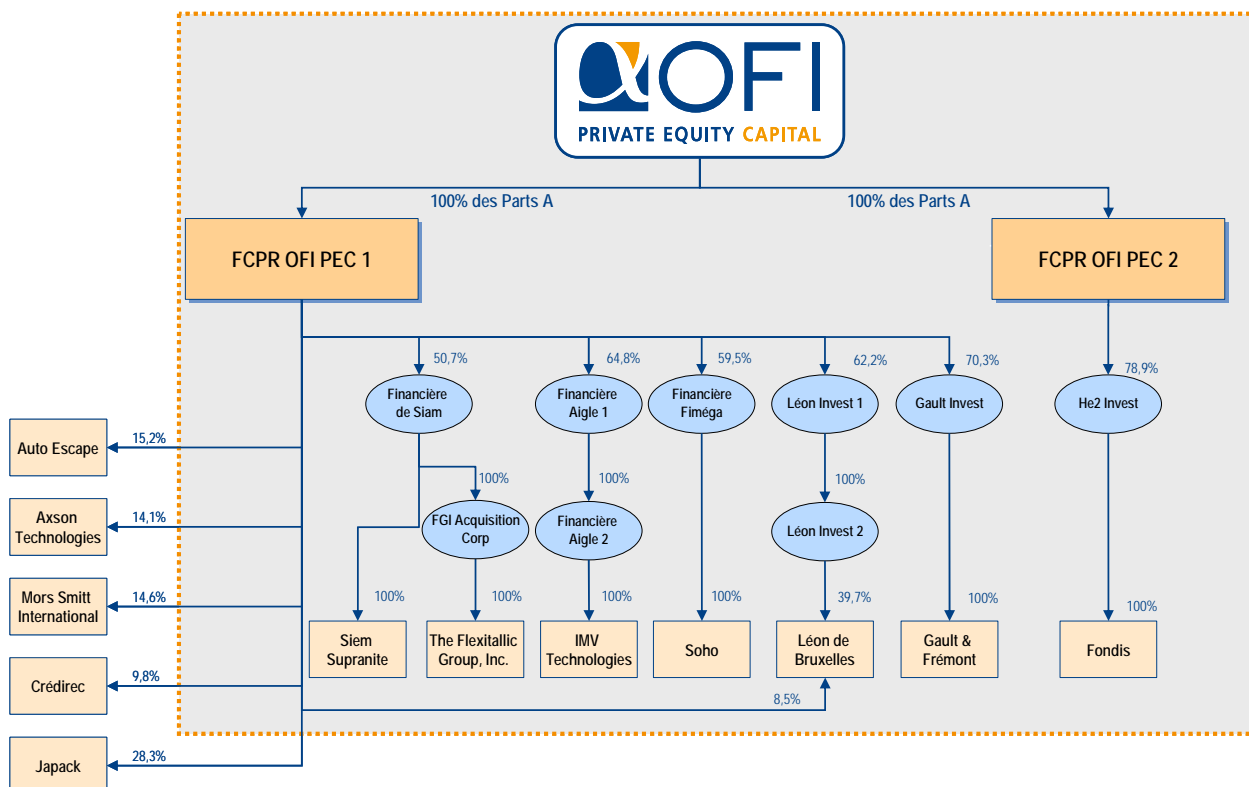 OFI
PRIVATE EQUITY CAPITAL
100% des Parts A
100% des Parts A
FCPR OFI PEC 1
FCPR OFI PEC 2
50,7%
64,8%
59,5%
62,2%
70,3%
78,9%
Financière
de Siam
Financière
Aigle 1
Financière
Fiméga
Léon Invest 1
Gault Invest
He2 Invest
Auto Escape
15,2%
100%
100%
100%
Axson
Technologies
14,1%
FGI Acquisition
Corp
Financière
Aigle 2
Léon Invest 2
Mors Smitt
International
14,6%
100%
100%
100%
100%
39,7%
100%
100%
Siem
Supranite
The Flexitallic
Group, Inc.
IMV
Technologies
Soho
Léon de
Bruxelles
Gault &
Frémont
Fondis
Crédirec
9,8%
8,5%
Japack
28,3%